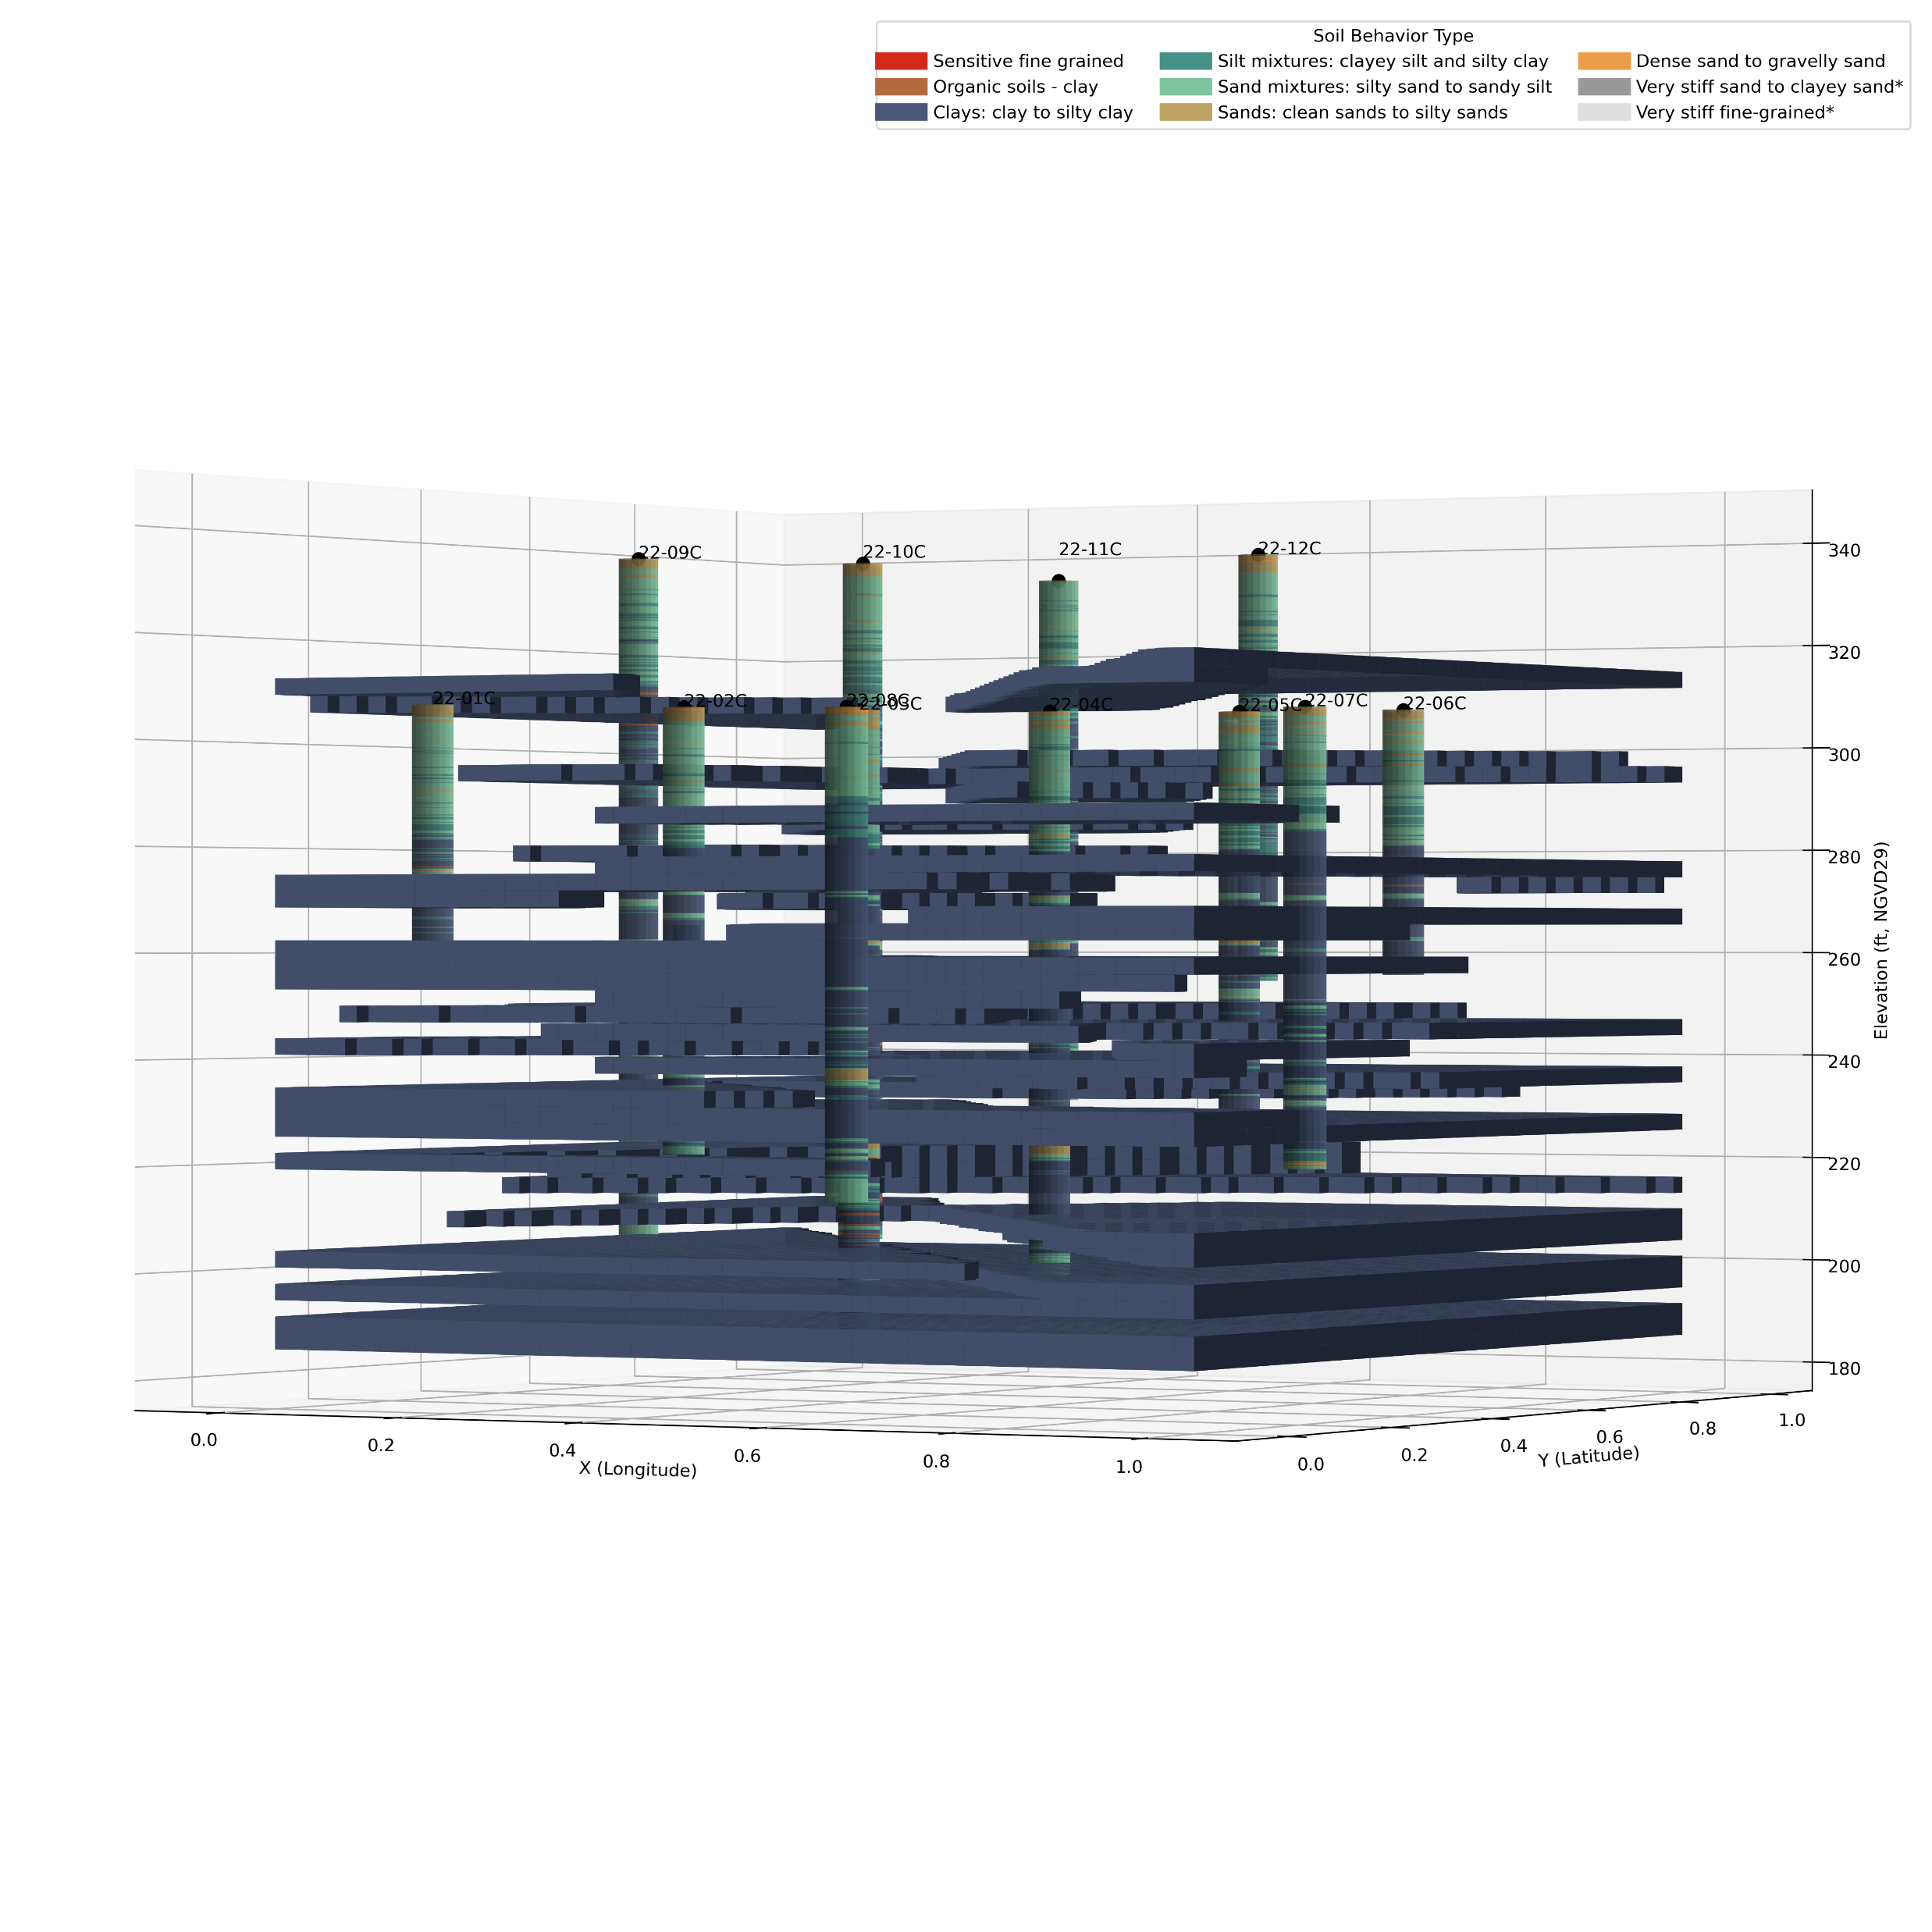 Soil Behavior Type
Sensitive fine grained
Organic soils - clay
Clays: clay to silty clay
Silt mixtures: clayey silt and silty clay
Sand mixtures: silty sand to sandy silt
Sands: clean sands to silty sands
Dense sand to gravelly sand
Very stiff sand to clayey sand*
Very stiff fine-grained*
22-09C
22-10C
22-11C
22-12C
22-01C
22-02C
22-08C
22-03C
22-04C
22-05C
22-07C
22-06C
340
320
300
280
260
240
220
200
180
Elevation (ft, NGVD29)
0.0
0.2
0.4
0.6
0.8
1.0
X (Longitude)
0.0
0.2
0.4
0.6
0.8
1.0
Y (Latitude)